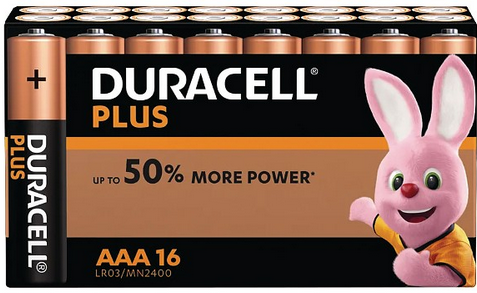 +
DURACELL®
PLUS
DURACELL®
PLUS
UP TO 50% MORE POWER*
AAA 16
LR03/MN2400